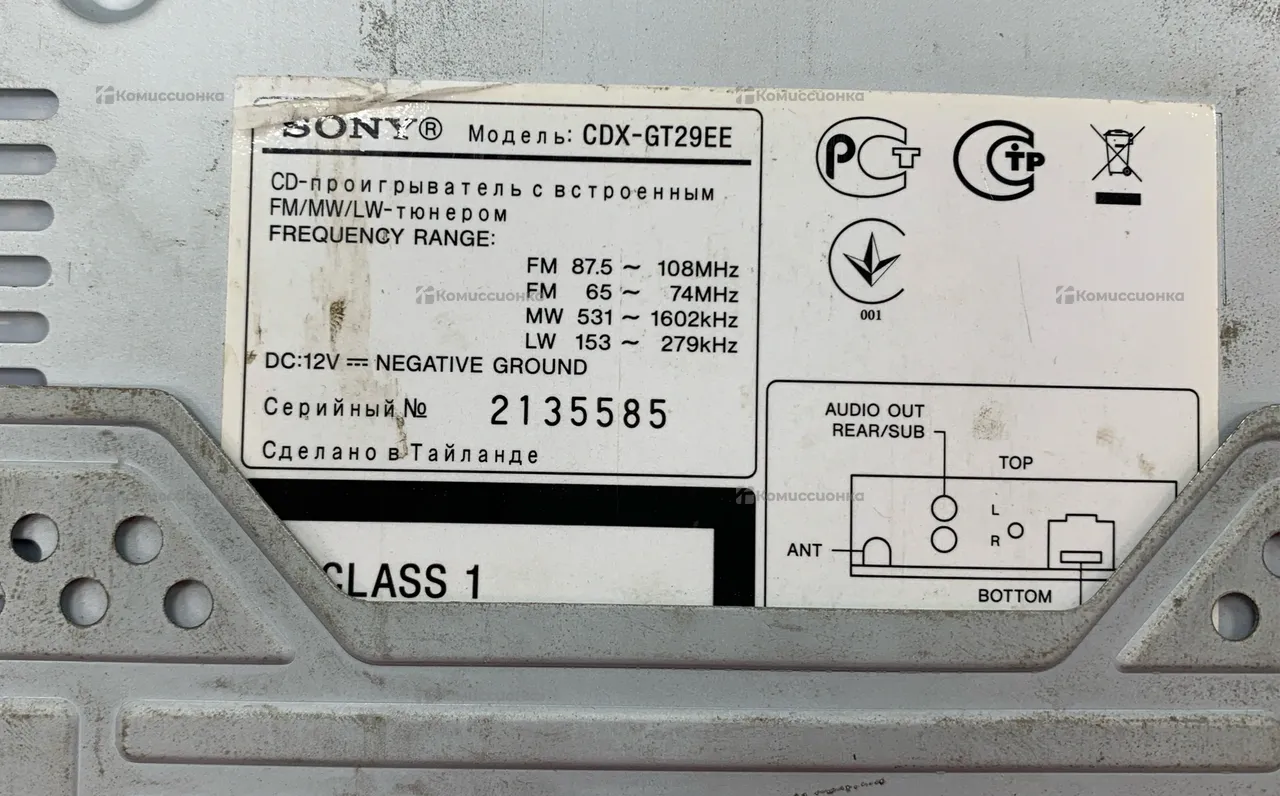 SONY® Модель: CDX-GT29EE
CD-проигрыватель с встроенным
FM/MW/LW-тюнером
FREQUENCY RANGE:
FM 87.5 ~ 108MHz
FM 65 ~ 74MHz
MW 531 ~ 1602kHz
LW 153 ~ 279kHz
DC:12V ⎓ NEGATIVE GROUND
Серийный № 2135585
Сделано в Тайланде
CLASS 1
РСТ
СТР
001
AUDIO OUT
REAR/SUB
TOP
L
R
ANT
BOTTOM
Комиссионка
Комиссионка
Комиссионка
Комиссионка
Комиссионка